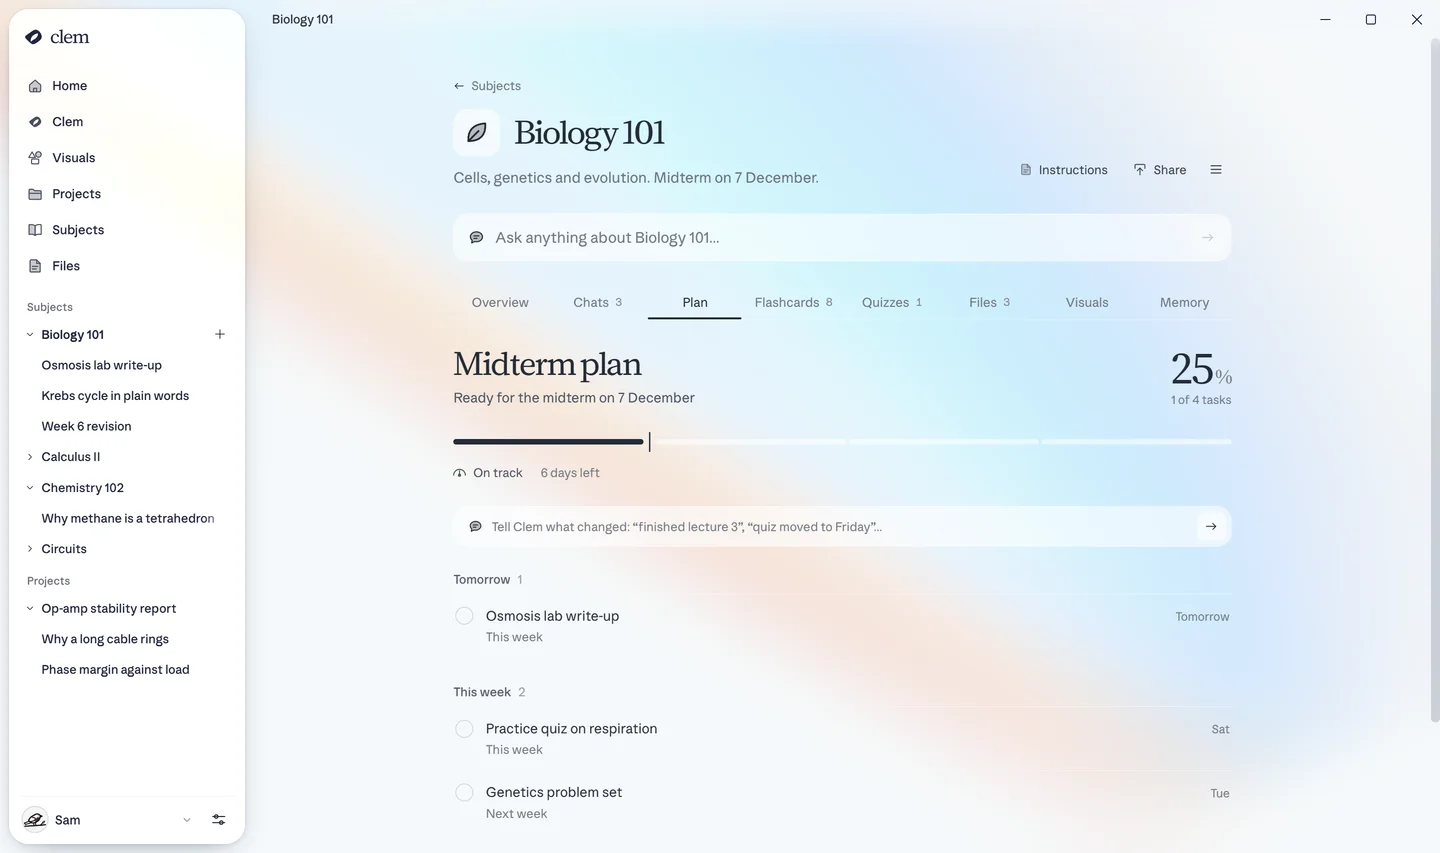 clem
Home
Clem
Visuals
Projects
Subjects
Files
Subjects
Biology 101
Osmosis lab write-up
Krebs cycle in plain words
Week 6 revision
Calculus II
Chemistry 102
Why methane is a tetrahedron
Circuits
Projects
Op-amp stability report
Why a long cable rings
Phase margin against load
Sam
Biology 101
Subjects
Biology 101
Cells, genetics and evolution. Midterm on 7 December.
Instructions Share
Ask anything about Biology 101...
Overview Chats 3 Plan Flashcards 8 Quizzes 1 Files 3 Visuals Memory
Midterm plan
Ready for the midterm on 7 December
25%
1 of 4 tasks
On track 6 days left
Tell Clem what changed: “finished lecture 3”, “quiz moved to Friday”...
Tomorrow 1
Osmosis lab write-up Tomorrow
This week
This week 2
Practice quiz on respiration Sat
This week
Genetics problem set Tue
Next week